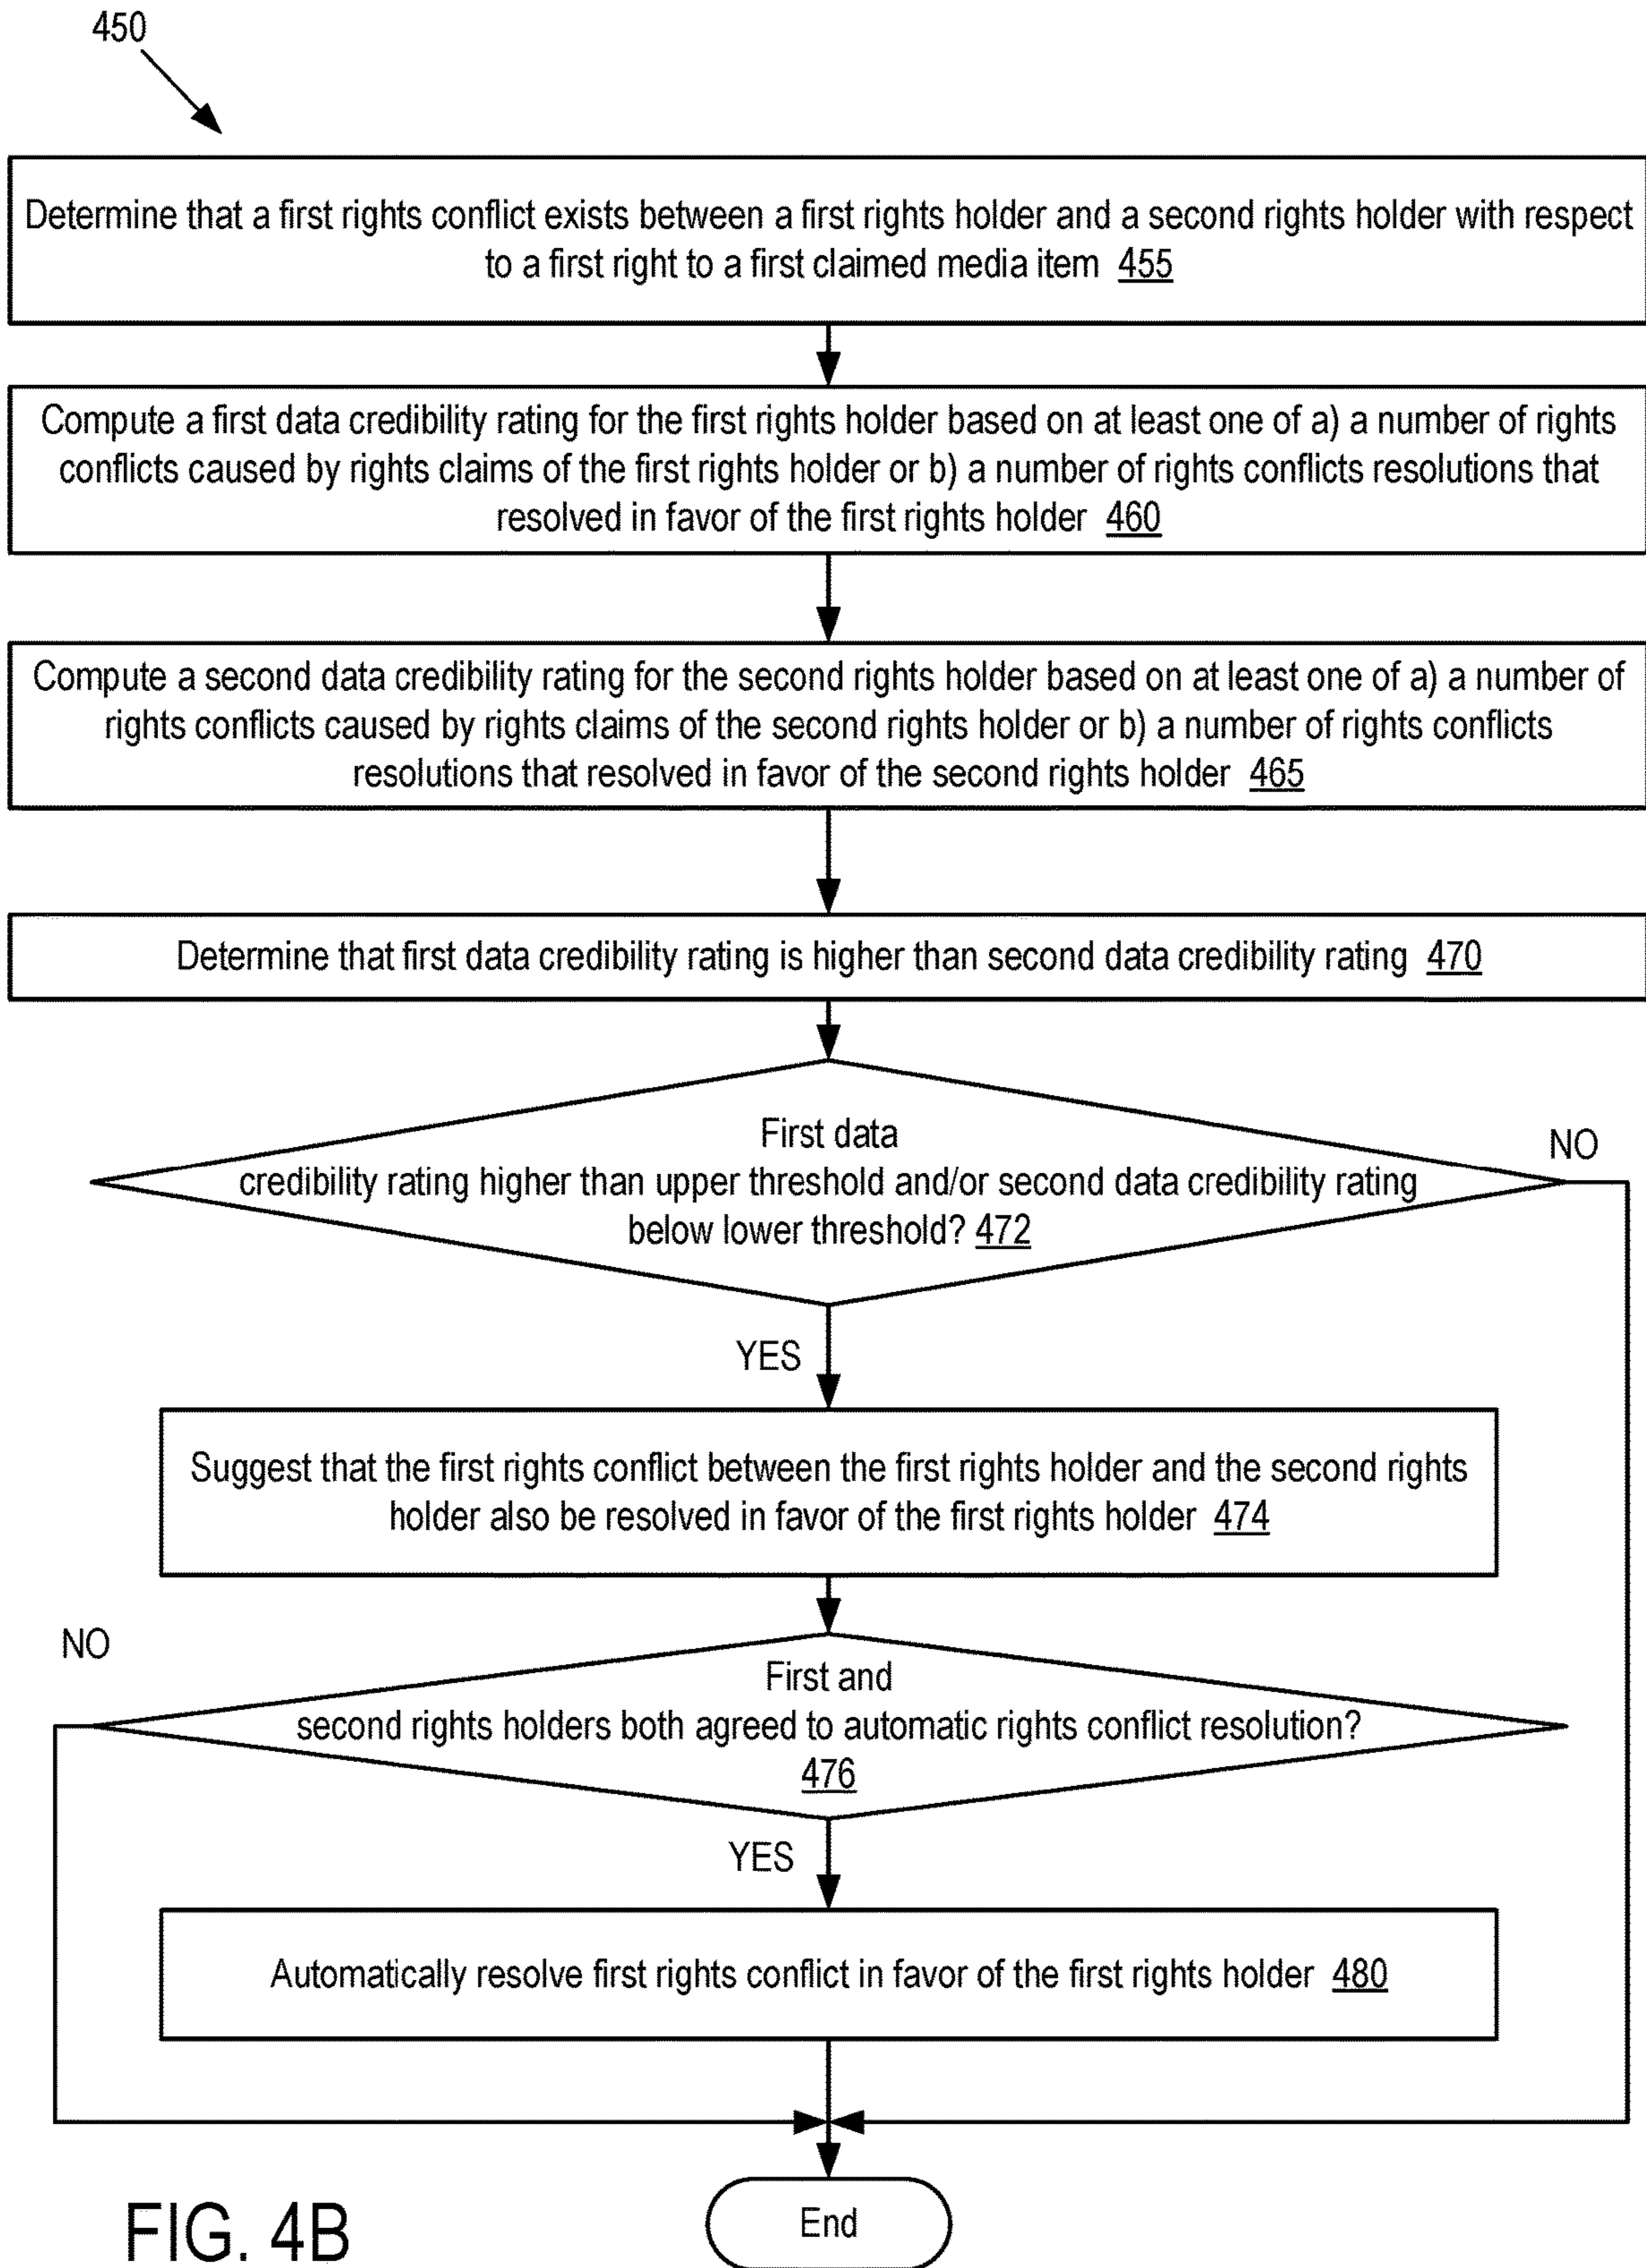 450
Determine that a first rights conflict exists between a first rights holder and a second rights holder with respect
to a first right to a first claimed media item 455
Compute a first data credibility rating for the first rights holder based on at least one of a) a number of rights
conflicts caused by rights claims of the first rights holder or b) a number of rights conflicts resolutions that
resolved in favor of the first rights holder 460
Compute a second data credibility rating for the second rights holder based on at least one of a) a number of
rights conflicts caused by rights claims of the second rights holder or b) a number of rights conflicts
resolutions that resolved in favor of the second rights holder 465
Determine that first data credibility rating is higher than second data credibility rating 470
First data
credibility rating higher than upper threshold and/or second data credibility rating
below lower threshold? 472
NO
YES
Suggest that the first rights conflict between the first rights holder and the second rights
holder also be resolved in favor of the first rights holder 474
NO
First and
second rights holders both agreed to automatic rights conflict resolution?
476
YES
Automatically resolve first rights conflict in favor of the first rights holder 480
End
FIG. 4B